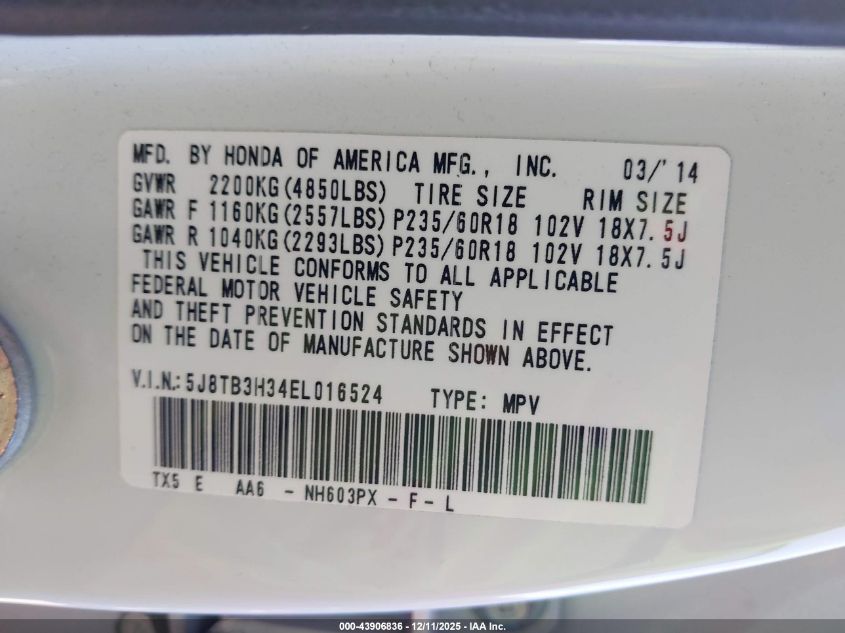 MFD. BY HONDA OF AMERICA MFG., INC. 03/'14
GVWR 2200KG(4850LBS) TIRE SIZE RIM SIZE
GAWR F 1160KG(2557LBS) P235/60R18 102V 18X7.5J
GAWR R 1040KG(2293LBS) P235/60R18 102V 18X7.5J
THIS VEHICLE CONFORMS TO ALL APPLICABLE
FEDERAL MOTOR VEHICLE SAFETY
AND THEFT PREVENTION STANDARDS IN EFFECT
ON THE DATE OF MANUFACTURE SHOWN ABOVE.
V.I.N.: 5J8TB3H34EL016524 TYPE: MPV
TX5 E AA6 - NH603PX - F - L
000-43906836 - 12/11/2025 - IAA Inc.